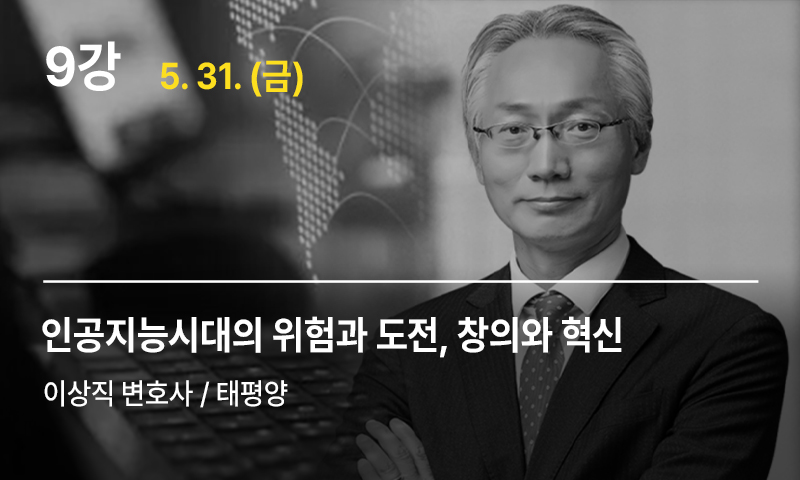 9강 5. 31. (금)
인공지능시대의 위험과 도전, 창의와 혁신
이상직 변호사 / 태평양